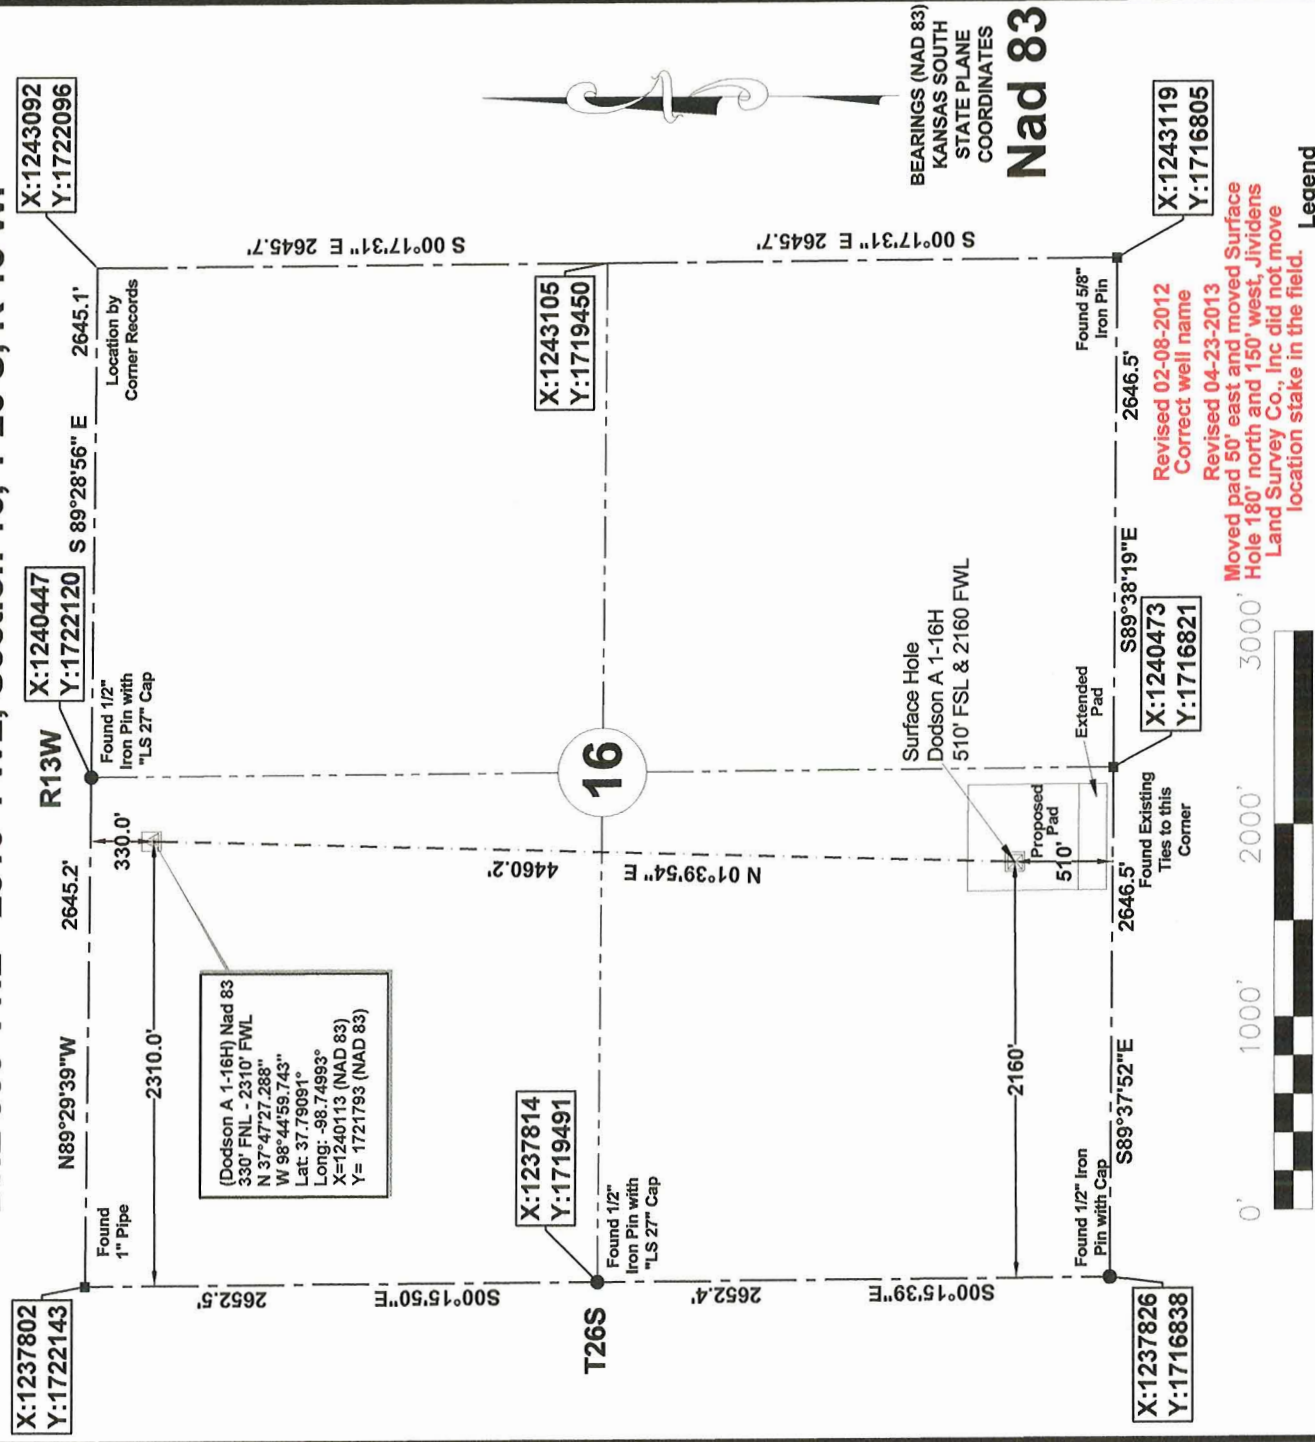 X:1243092
Y:1722096
BEARINGS (NAD 83)
KANSAS SOUTH
STATE PLANE
COORDINATES
Nad 83
X:1240447
Y:1722120
R13W
Found 1/2"
Iron Pin with
"LS 27" Cap
S 89°28'56" E
2645.1'
Location by
Corner Records
S 00°17'31" E 2645.7'
X:1243105
Y:1719450
S 00°17'31" E 2645.7'
X:1243119
Y:1716805
Found 5/8"
Iron Pin
X:1237802
Y:1722143
Found
1" Pipe
N89°29'39"W
2645.2'
330.0'
2310.0'
(Dodson A 1-16H) Nad 83
330' FNL - 2310' FWL
N 37°47'27.288"
W 98°44'59.743"
Lat: 37.79091°
Long: -98.74993°
X=1240113 (NAD 83)
Y= 1721793 (NAD 83)
S00°15'50"E
2652.5'
X:1237814
Y:1719491
Found 1/2"
Iron Pin with
"LS 27" Cap
T26S
16
N 01°39'54" E
4460.2'
S00°15'39"E
2652.4'
2160'
Surface Hole
Dodson A 1-16H
510' FSL & 2160 FWL
Proposed
Pad
510'
Extended
Pad
X:1237826
Y:1716838
Found 1/2" Iron
Pin with Cap
S89°37'52"E
2646.5'
Found Existing
Ties to this
Corner
X:1240473
Y:1716821
S89°38'19"E
2646.5'
Revised 02-08-2012
Correct well name
Revised 04-23-2013
Moved pad 50' east and moved Surface
Hole 180' north and 150' west, Jividens
Land Survey Co., Inc did not move
location stake in the field.
0'
1000'
2000'
3000'
Legend